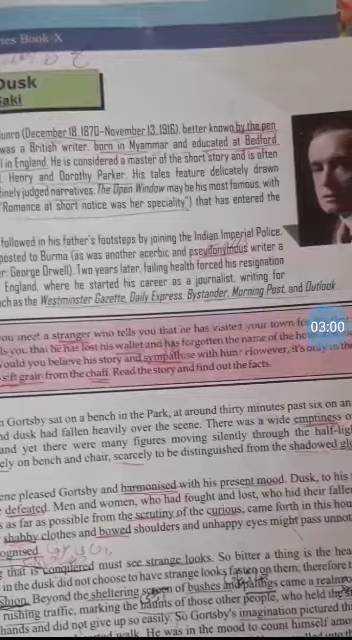 ries Book-X
Dusk
Saki
unro (December 18, 1870-November 13, 1916), better known by the pen
was a British writer, born in Myanmar and educated at Bedford
l in England. He is considered a master of the short story and is often
. Henry and Dorothy Parker. His tales feature delicately drawn
finely judged narratives. The Open Window may be his most famous, with
"Romance at short notice was her speciality") that has entered the
followed in his father's footsteps by joining the Indian Imperial Police.
posted to Burma (as was another acerbic and pseudonymous writer a
er: George Orwell). Two years later, failing health forced his resignation
England, where he started his career as a journalist, writing for
ch as the Westminster Gazette, Daily Express, Bystander, Morning Post, and Outlook
you meet a stranger who tells you that he has visited your town for
ls you that he has lost his wallet and has forgotten the name of the
03:00
Would you believe his story and sympathise with him? However, it's only in the
sift grain from the chaff. Read the story and find out the facts.
n Gortsby sat on a bench in the Park, at around thirty minutes past six on an
nd dusk had fallen heavily over the scene. There was a wide emptiness o
and yet there were many figures moving silently through the half-lig
ely on bench and chair, scarcely to be distinguished from the shadowed gl
ene pleased Gortsby and harmonised with his present mood. Dusk, to his
e defeated. Men and women, who had fought and lost, who hid their fallen
s as far as possible from the scrutiny of the curious, came forth in this hou
shabby clothes and bowed shoulders and unhappy eyes might pass unnot
ognised
g that is conquered must see strange looks. So bitter a thing is the hea
in the dusk did not choose to have strange looks fasten on them; therefore t
shion. Beyond the sheltering screen of bushes and palings came a realm
rushing traffic, marking the haunts of those other people, who held the
hands and did not give up so easily. So Gortsby's imagination pictured th
walk. He was in the mood to count himself amo